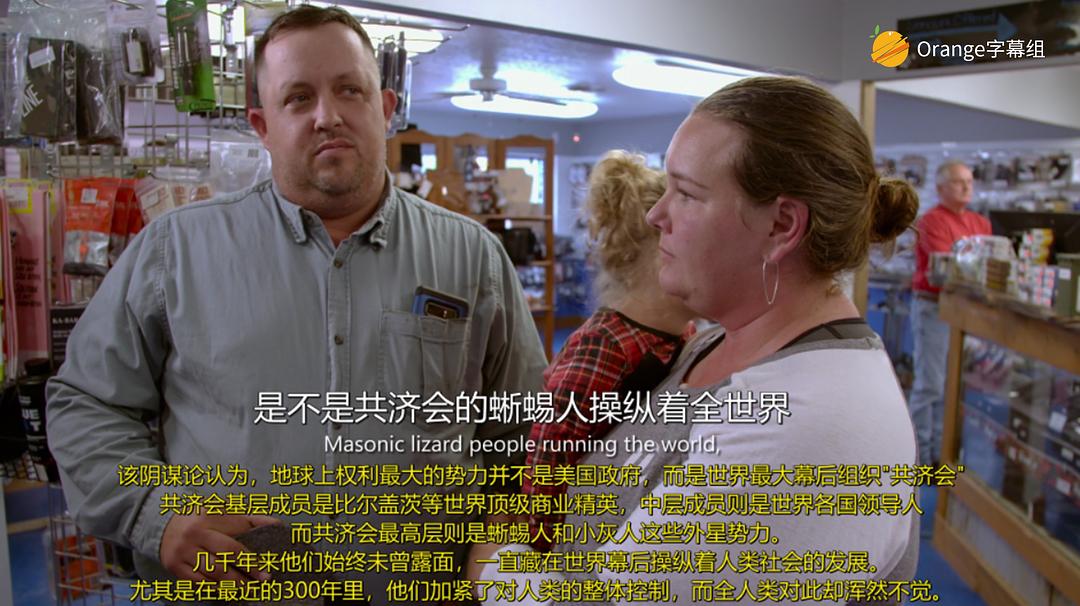 Orange字幕组
是不是共济会的蜥蜴人操纵着全世界
Masonic lizard people running the world,
该阴谋论认为，地球上权利最大的势力并不是美国政府，而是世界最大幕后组织"共济会"
共济会基层成员是比尔盖茨等世界顶级商业精英，中层成员则是世界各国领导人
而共济会最高层则是蜥蜴人和小灰人这些外星势力。
几千年来他们始终未曾露面，一直藏在世界幕后操纵着人类社会的发展。
尤其是在最近的300年里，他们加紧了对人类的整体控制，而全人类对此却浑然不觉。